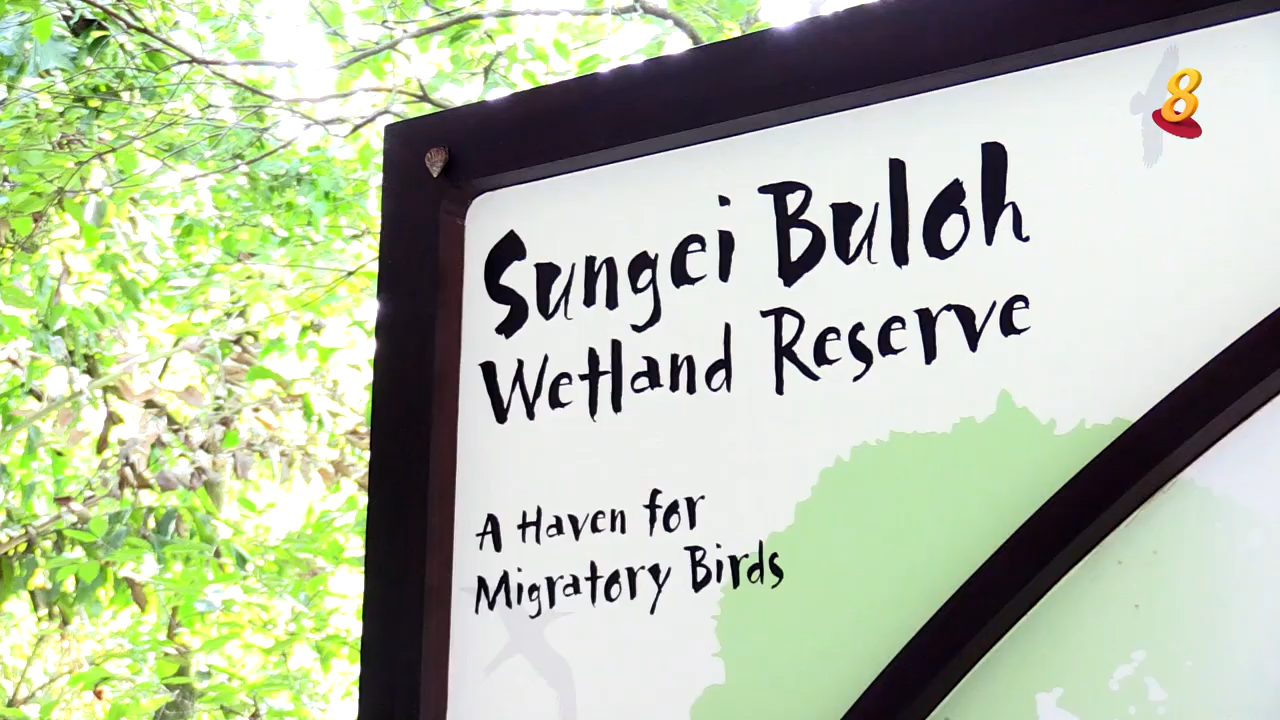 8
Sungei Buloh
Wetland Reserve
A Haven for
Migratory Birds